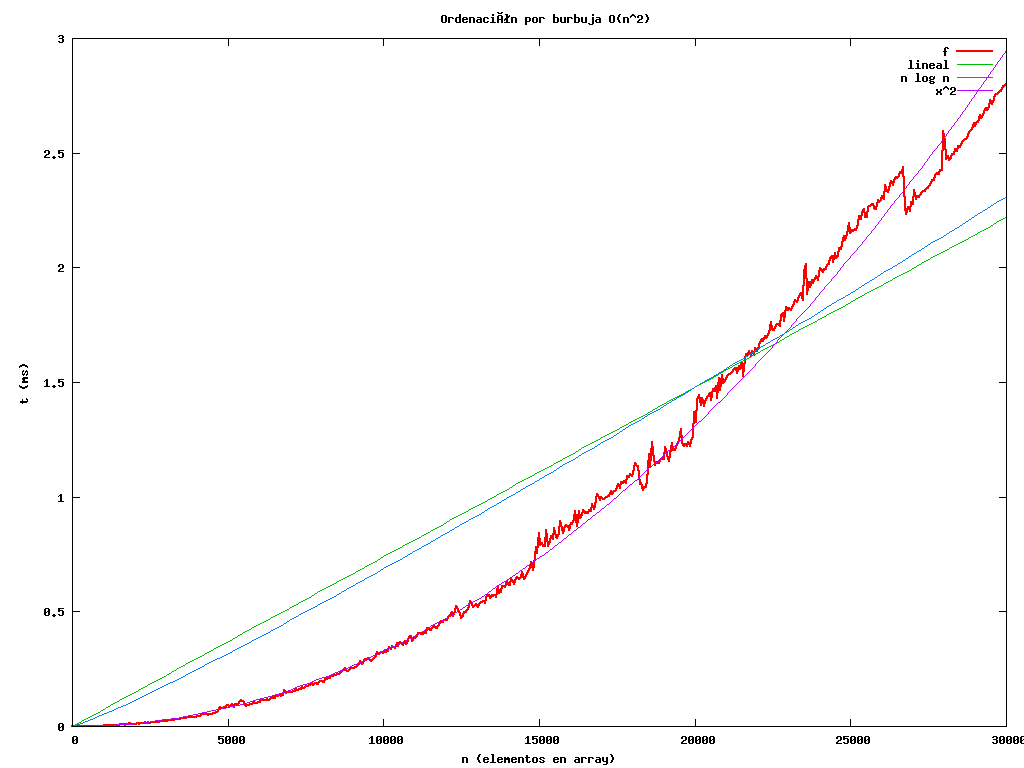 Ordenación por burbuja O(n^2)
3
2.5
2
1.5
1
0.5
0
f
lineal
n log n
x^2
t (ms)
0 5000 10000 15000 20000 25000 30000
n (elementos en array)